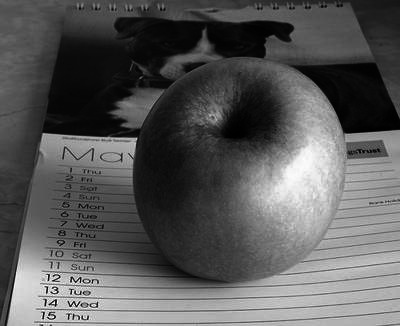 May
gsTrust
1 Thu
2 Fri
3 Sat
4 Sun
5 Mon
6 Tue
7 Wed
8 Thu
9 Fri
10 Sat
11 Sun
12 Mon
13 Tue
14 Wed
15 Thu